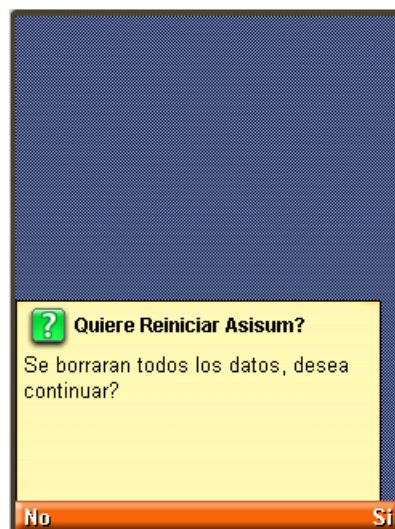 Quiere Reiniciar Asisum?
Se borraran todos los datos, desea
continuar?
No Si